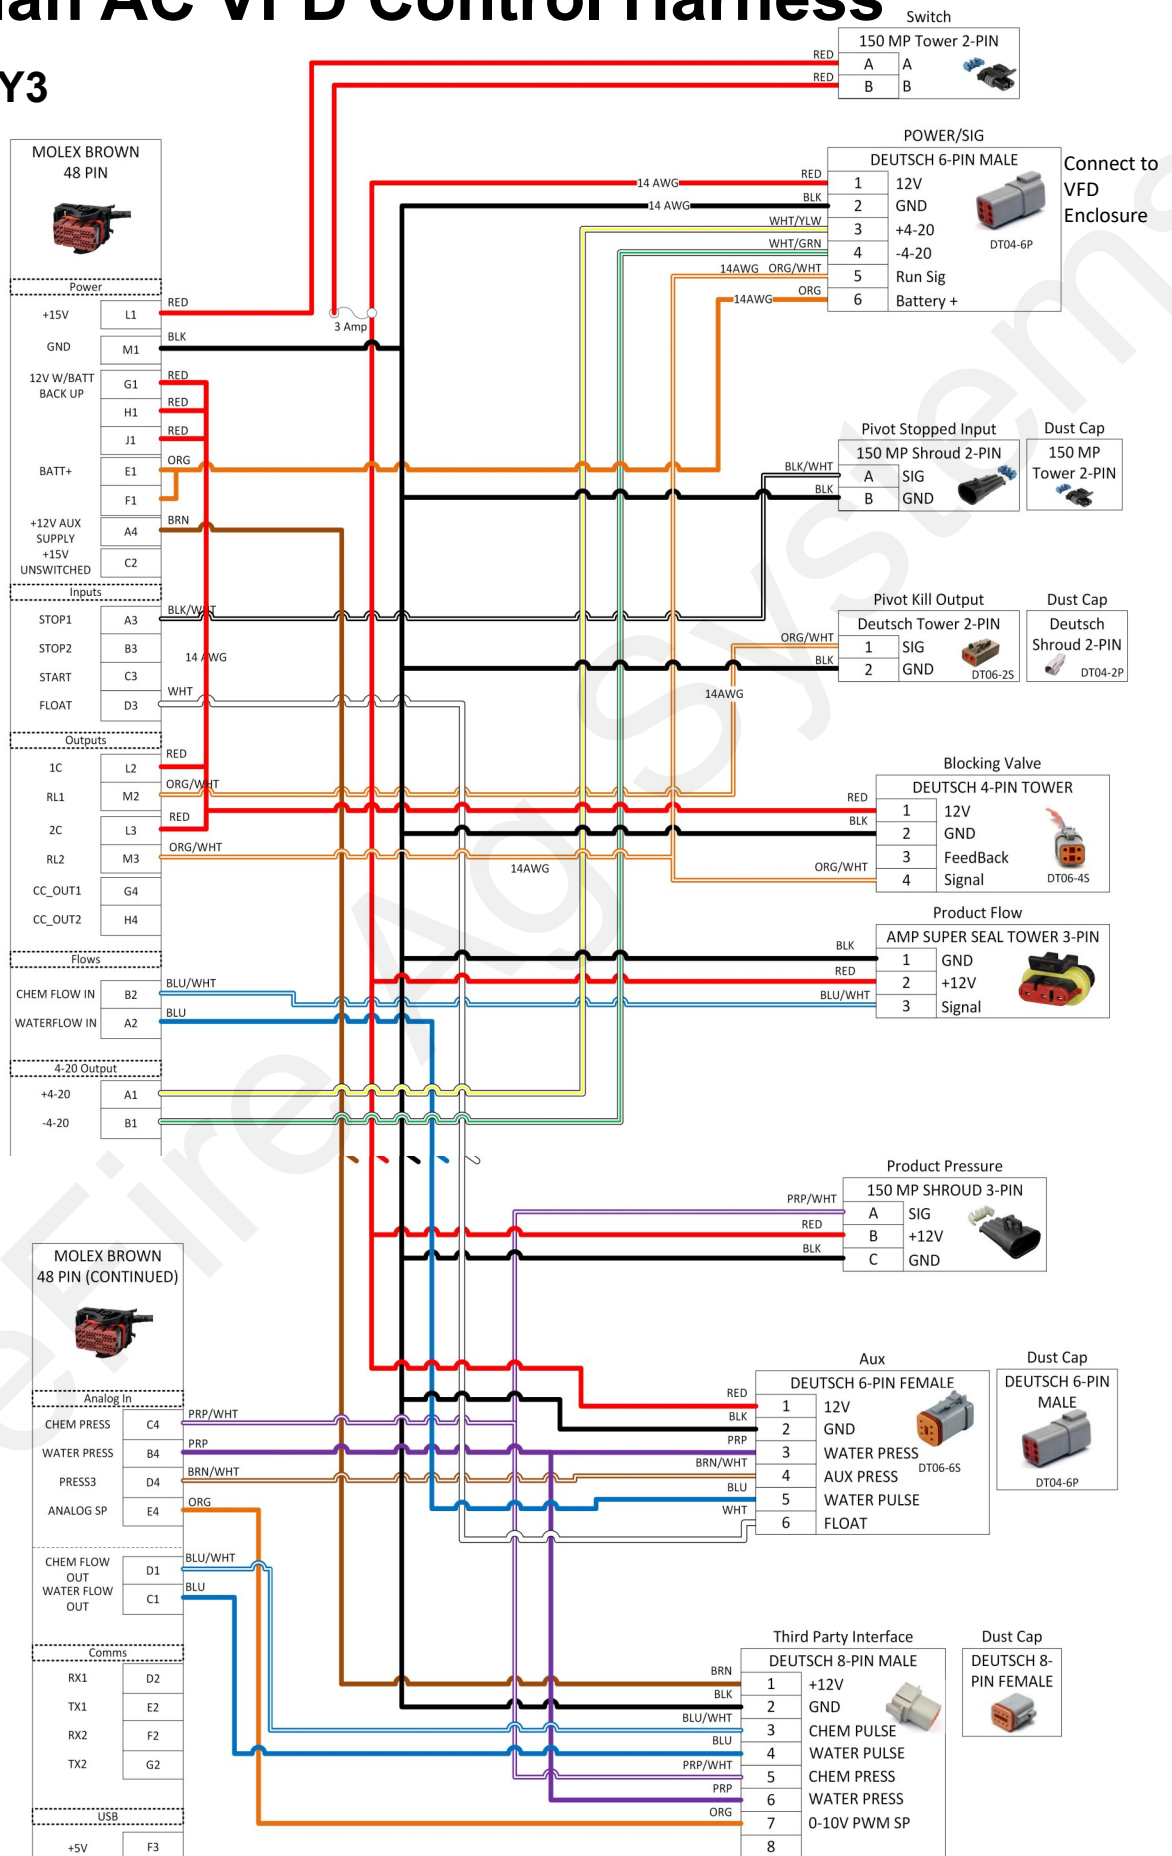 AC VFD Control Harness
Y3
Switch
150 MP Tower 2-PIN
RED A A
RED B B
MOLEX BROWN
48 PIN
POWER/SIG
DEUTSCH 6-PIN MALE
14 AWG RED 1 12V
14 AWG BLK 2 GND
WHT/YLW 3 +4-20
WHT/GRN 4 -4-20
14AWG ORG/WHT 5 Run Sig
14AWG ORG 6 Battery +
DT04-6P
Connect to
VFD
Enclosure
Power
+15V L1 RED
3 Amp
GND M1 BLK
12V W/BATT
BACK UP
G1 RED
H1 RED
J1 RED
BATT+ E1 ORG
F1
+12V AUX
SUPPLY
A4 BRN
+15V
UNSWITCHED
C2
Pivot Stopped Input
150 MP Shroud 2-PIN
BLK/WHT A SIG
BLK B GND
Dust Cap
150 MP
Tower 2-PIN
Inputs
STOP1 A3 BLK/WHT
STOP2 B3
14 AWG
START C3
FLOAT D3 WHT
Pivot Kill Output
Deutsch Tower 2-PIN
ORG/WHT 1 SIG
BLK 2 GND
DT06-2S
14AWG
Dust Cap
Deutsch
Shroud 2-PIN
DT04-2P
Outputs
1C L2 RED
RL1 M2 ORG/WHT
2C L3 RED
RL2 M3 ORG/WHT
14AWG
CC_OUT1 G4
CC_OUT2 H4
Blocking Valve
DEUTSCH 4-PIN TOWER
RED 1 12V
BLK 2 GND
3 FeedBack
ORG/WHT 4 Signal
DT06-4S
Product Flow
AMP SUPER SEAL TOWER 3-PIN
BLK 1 GND
RED 2 +12V
BLU/WHT 3 Signal
Flows
CHEM FLOW IN B2 BLU/WHT
WATERFLOW IN A2 BLU
4-20 Output
+4-20 A1
-4-20 B1
Product Pressure
150 MP SHROUD 3-PIN
PRP/WHT A SIG
RED B +12V
BLK C GND
MOLEX BROWN
48 PIN (CONTINUED)
Analog In
CHEM PRESS C4 PRP/WHT
WATER PRESS B4 PRP
PRESS3 D4 BRN/WHT
ANALOG SP E4 ORG
CHEM FLOW
OUT
D1 BLU/WHT
WATER FLOW
OUT
C1 BLU
Aux
DEUTSCH 6-PIN FEMALE
RED 1 12V
BLK 2 GND
PRP 3 WATER PRESS
BRN/WHT 4 AUX PRESS
BLU 5 WATER PULSE
WHT 6 FLOAT
DT06-6S
Dust Cap
DEUTSCH 6-PIN
MALE
DT04-6P
Comms
RX1 D2
TX1 E2
RX2 F2
TX2 G2
USB
+5V F3
Third Party Interface
DEUTSCH 8-PIN MALE
BRN 1 +12V
BLK 2 GND
BLU/WHT 3 CHEM PULSE
BLU 4 WATER PULSE
PRP/WHT 5 CHEM PRESS
PRP 6 WATER PRESS
ORG 7 0-10V PWM SP
8
Dust Cap
DEUTSCH 8-
PIN FEMALE
Fire Ag Systems